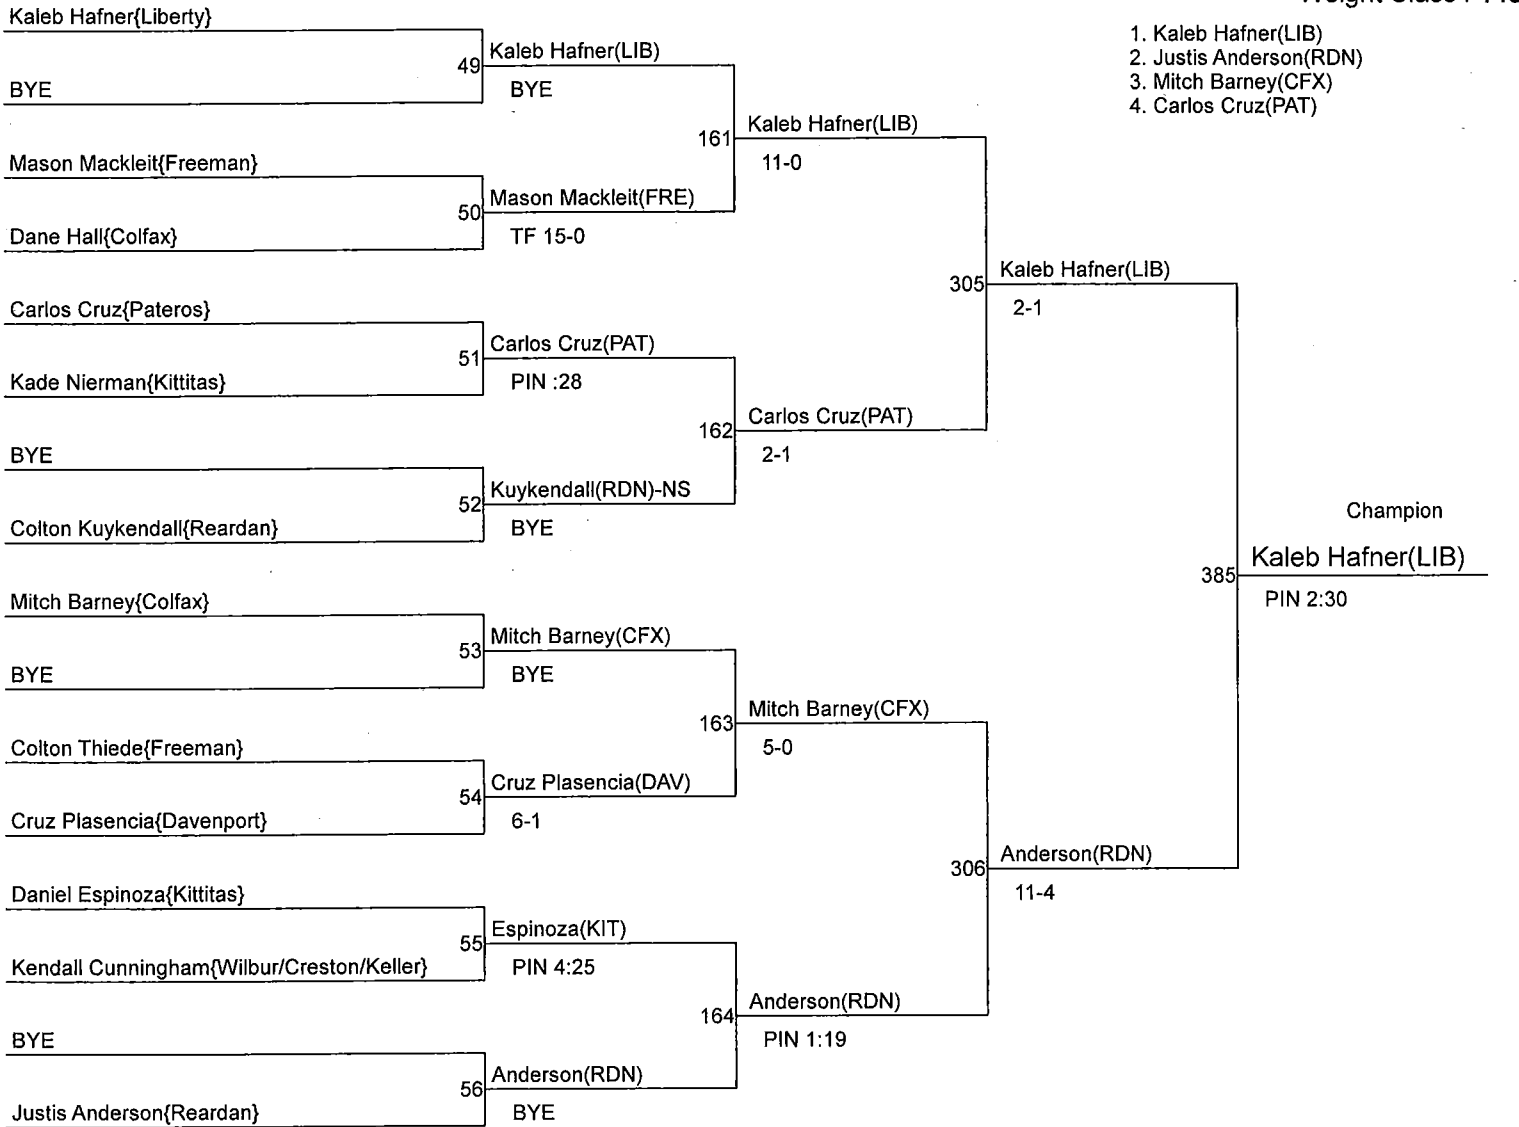 Kaleb Hafner{Liberty}
49
Kaleb Hafner(LIB)
BYE
BYE
161
Kaleb Hafner(LIB)
11-0
Mason Mackleit{Freeman}
50
Mason Mackleit(FRE)
TF 15-0
Dane Hall{Colfax}
305
Kaleb Hafner(LIB)
2-1
Carlos Cruz{Pateros}
51
Carlos Cruz(PAT)
PIN :28
Kade Nierman{Kittitas}
162
Carlos Cruz(PAT)
2-1
BYE
52
Kuykendall(RDN)-NS
BYE
Colton Kuykendall{Reardan}
Champion
385
Kaleb Hafner(LIB)
PIN 2:30
Mitch Barney{Colfax}
53
Mitch Barney(CFX)
BYE
BYE
163
Mitch Barney(CFX)
5-0
Colton Thiede{Freeman}
54
Cruz Plasencia(DAV)
6-1
Cruz Plasencia{Davenport}
306
Anderson(RDN)
11-4
Daniel Espinoza{Kittitas}
55
Espinoza(KIT)
PIN 4:25
Kendall Cunningham{Wilbur/Creston/Keller}
164
Anderson(RDN)
PIN 1:19
BYE
56
Anderson(RDN)
BYE
Justis Anderson{Reardan}
1. Kaleb Hafner(LIB)
2. Justis Anderson(RDN)
3. Mitch Barney(CFX)
4. Carlos Cruz(PAT)